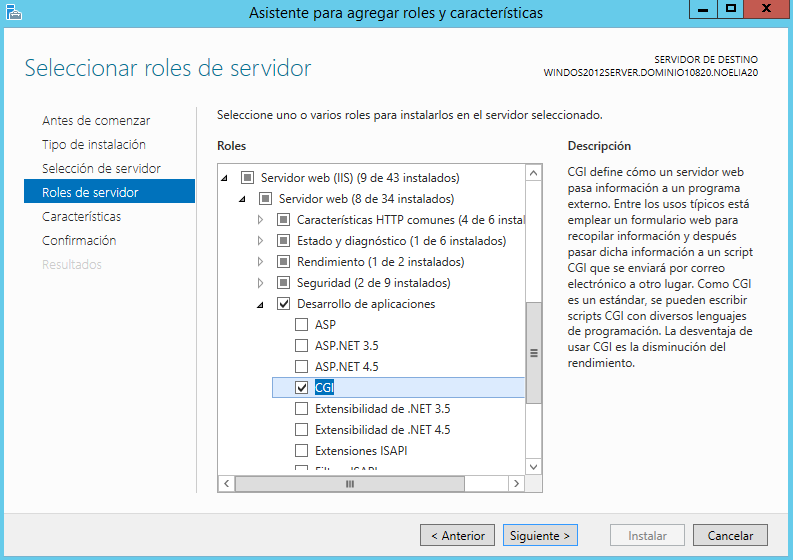 Asistente para agregar roles y características
Seleccionar roles de servidor
SERVIDOR DE DESTINO
WINDOS2012SERVER.DOMINIO10820.NOELIA20
Antes de comenzar
Tipo de instalación
Selección de servidor
Roles de servidor
Características
Confirmación
Resultados
Seleccione uno o varios roles para instalarlos en el servidor seleccionado.
Roles
Servidor web (IIS) (9 de 43 instalados)
Servidor web (8 de 34 instalados)
Características HTTP comunes (4 de 6 instal
Estado y diagnóstico (1 de 6 instalados)
Rendimiento (1 de 2 instalados)
Seguridad (2 de 9 instalados)
Desarrollo de aplicaciones
ASP
ASP.NET 3.5
ASP.NET 4.5
CGI
Extensibilidad de .NET 3.5
Extensibilidad de .NET 4.5
Extensiones ISAPI
Descripción
CGI define cómo un servidor web
pasa información a un programa
externo. Entre los usos típicos está
emplear un formulario web para
recopilar información y después
pasar dicha información a un script
CGI que se enviará por correo
electrónico a otro lugar. Como CGI
es un estándar, se pueden escribir
scripts CGI con diversos lenguajes
de programación. La desventaja de
usar CGI es la disminución del
rendimiento.
< Anterior
Siguiente >
Instalar
Cancelar